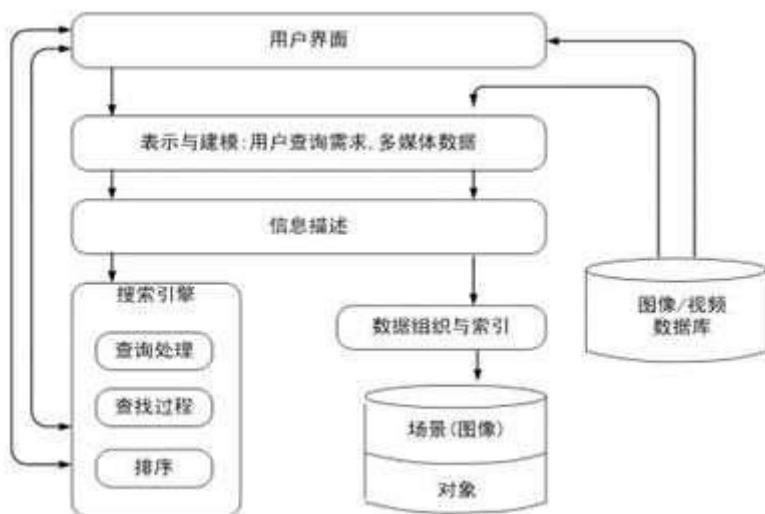 用户界面
表示与建模:用户查询需求,多媒体数据
信息描述
搜索引擎
查询处理
查找过程
排序
数据组织与索引
场景(图像)
对象
图像/视频
数据库